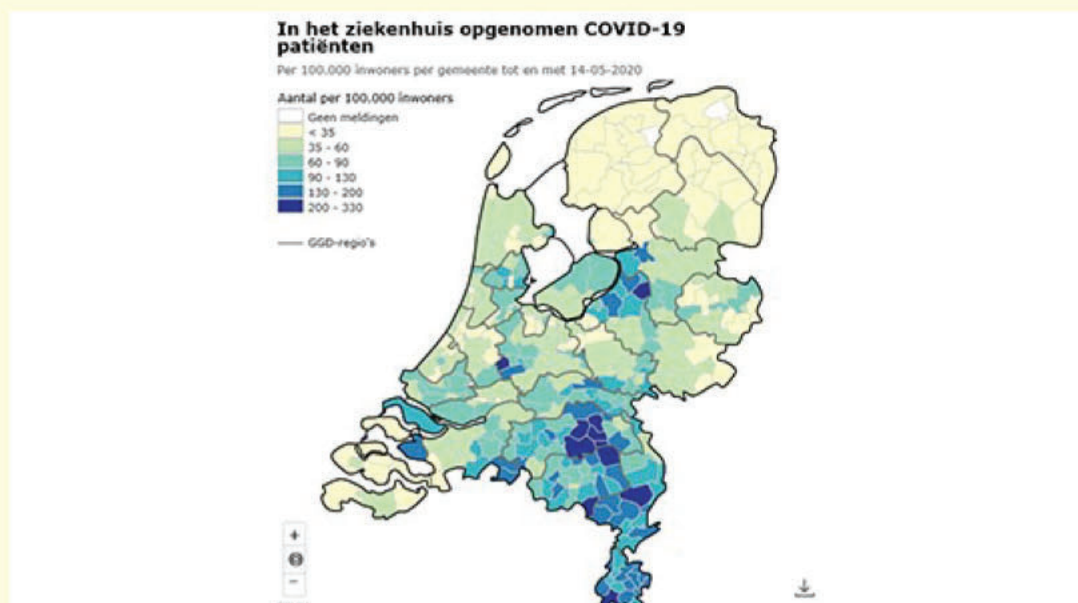 In het ziekenhuis opgenomen COVID-19
patiënten
Per 100.000 inwoners per gemeente tot en met 14-05-2020
Aantal per 100.000 inwoners
Geen meldingen
< 35
35 - 60
60 - 90
90 - 130
130 - 200
200 - 330
GGD-regio's
+
−